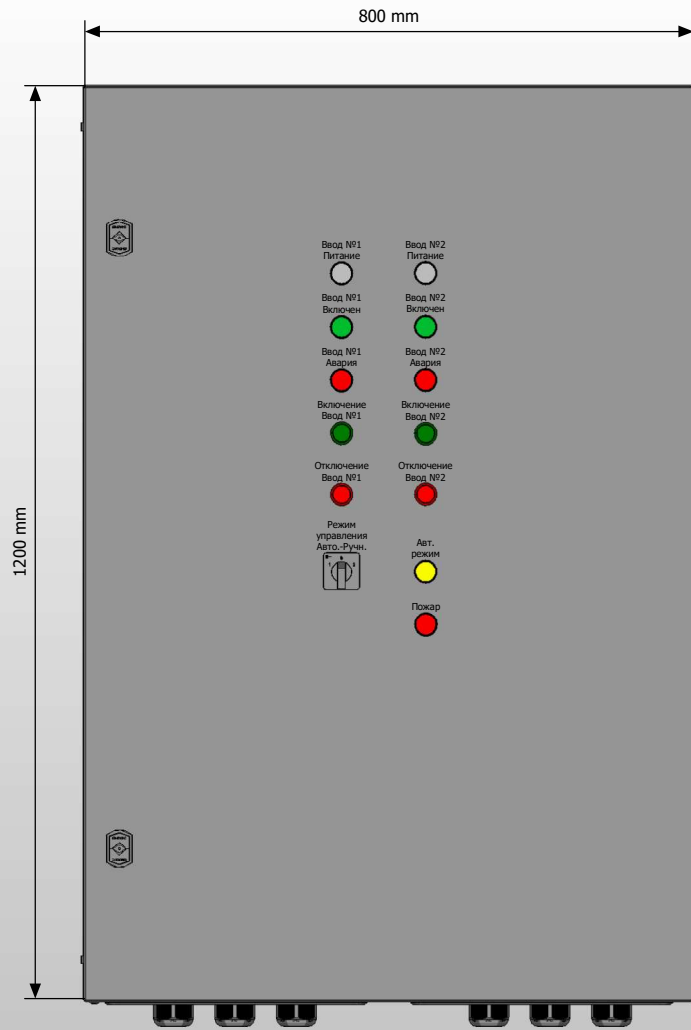 800 mm
1200 mm
Ввод №1
Питание
Ввод №2
Питание
Ввод №1
Включен
Ввод №2
Включен
Ввод №1
Авария
Ввод №2
Авария
Включение
Ввод №1
Включение
Ввод №2
Отключение
Ввод №1
Отключение
Ввод №2
Режим
управления
Авто.-Ручн.
1
Авт.
режим
Пожар